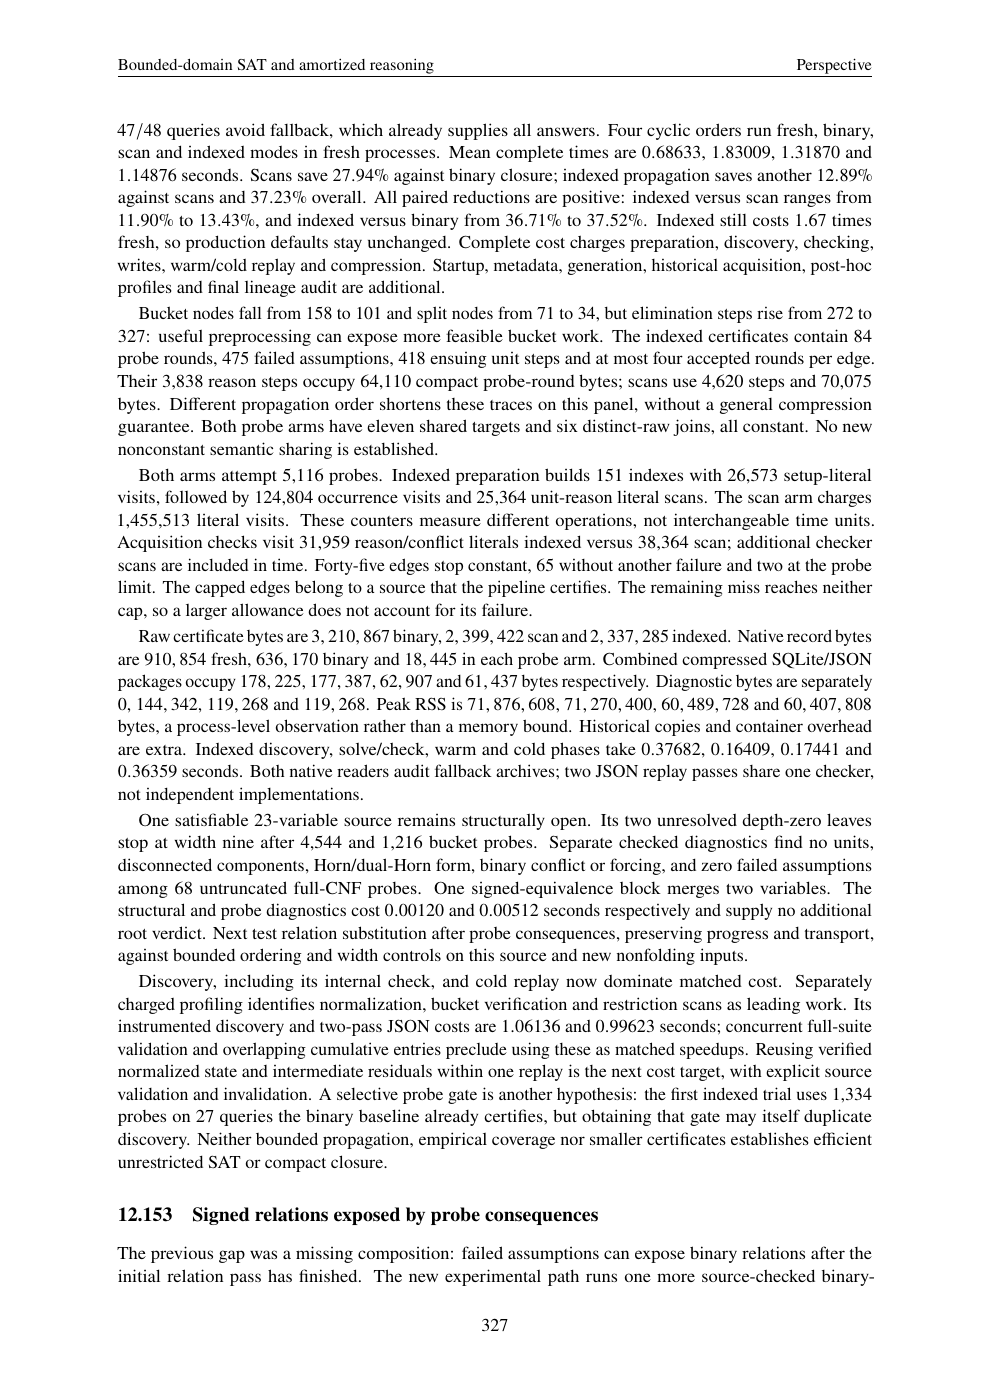 Bounded-domain SAT and amortized reasoning Perspective
47/48 queries avoid fallback, which already supplies all answers. Four cyclic orders run fresh, binary,
scan and indexed modes in fresh processes. Mean complete times are 0.68633, 1.83009, 1.31870 and
1.14876 seconds. Scans save 27.94% against binary closure; indexed propagation saves another 12.89%
against scans and 37.23% overall. All paired reductions are positive: indexed versus scan ranges from
11.90% to 13.43%, and indexed versus binary from 36.71% to 37.52%. Indexed still costs 1.67 times
fresh, so production defaults stay unchanged. Complete cost charges preparation, discovery, checking,
writes, warm/cold replay and compression. Startup, metadata, generation, historical acquisition, post-hoc
profiles and final lineage audit are additional.
Bucket nodes fall from 158 to 101 and split nodes from 71 to 34, but elimination steps rise from 272 to
327: useful preprocessing can expose more feasible bucket work. The indexed certificates contain 84
probe rounds, 475 failed assumptions, 418 ensuing unit steps and at most four accepted rounds per edge.
Their 3,838 reason steps occupy 64,110 compact probe-round bytes; scans use 4,620 steps and 70,075
bytes. Different propagation order shortens these traces on this panel, without a general compression
guarantee. Both probe arms have eleven shared targets and six distinct-raw joins, all constant. No new
nonconstant semantic sharing is established.
Both arms attempt 5,116 probes. Indexed preparation builds 151 indexes with 26,573 setup-literal
visits, followed by 124,804 occurrence visits and 25,364 unit-reason literal scans. The scan arm charges
1,455,513 literal visits. These counters measure different operations, not interchangeable time units.
Acquisition checks visit 31,959 reason/conflict literals indexed versus 38,364 scan; additional checker
scans are included in time. Forty-five edges stop constant, 65 without another failure and two at the probe
limit. The capped edges belong to a source that the pipeline certifies. The remaining miss reaches neither
cap, so a larger allowance does not account for its failure.
Raw certificate bytes are 3, 210, 867 binary, 2, 399, 422 scan and 2, 337, 285 indexed. Native record bytes
are 910, 854 fresh, 636, 170 binary and 18, 445 in each probe arm. Combined compressed SQLite/JSON
packages occupy 178, 225, 177, 387, 62, 907 and 61, 437 bytes respectively. Diagnostic bytes are separately
0, 144, 342, 119, 268 and 119, 268. Peak RSS is 71, 876, 608, 71, 270, 400, 60, 489, 728 and 60, 407, 808
bytes, a process-level observation rather than a memory bound. Historical copies and container overhead
are extra. Indexed discovery, solve/check, warm and cold phases take 0.37682, 0.16409, 0.17441 and
0.36359 seconds. Both native readers audit fallback archives; two JSON replay passes share one checker,
not independent implementations.
One satisfiable 23-variable source remains structurally open. Its two unresolved depth-zero leaves
stop at width nine after 4,544 and 1,216 bucket probes. Separate checked diagnostics find no units,
disconnected components, Horn/dual-Horn form, binary conflict or forcing, and zero failed assumptions
among 68 untruncated full-CNF probes. One signed-equivalence block merges two variables. The
structural and probe diagnostics cost 0.00120 and 0.00512 seconds respectively and supply no additional
root verdict. Next test relation substitution after probe consequences, preserving progress and transport,
against bounded ordering and width controls on this source and new nonfolding inputs.
Discovery, including its internal check, and cold replay now dominate matched cost. Separately
charged profiling identifies normalization, bucket verification and restriction scans as leading work. Its
instrumented discovery and two-pass JSON costs are 1.06136 and 0.99623 seconds; concurrent full-suite
validation and overlapping cumulative entries preclude using these as matched speedups. Reusing verified
normalized state and intermediate residuals within one replay is the next cost target, with explicit source
validation and invalidation. A selective probe gate is another hypothesis: the first indexed trial uses 1,334
probes on 27 queries the binary baseline already certifies, but obtaining that gate may itself duplicate
discovery. Neither bounded propagation, empirical coverage nor smaller certificates establishes efficient
unrestricted SAT or compact closure.
12.153 Signed relations exposed by probe consequences
The previous gap was a missing composition: failed assumptions can expose binary relations after the
initial relation pass has finished. The new experimental path runs one more source-checked binary-
327